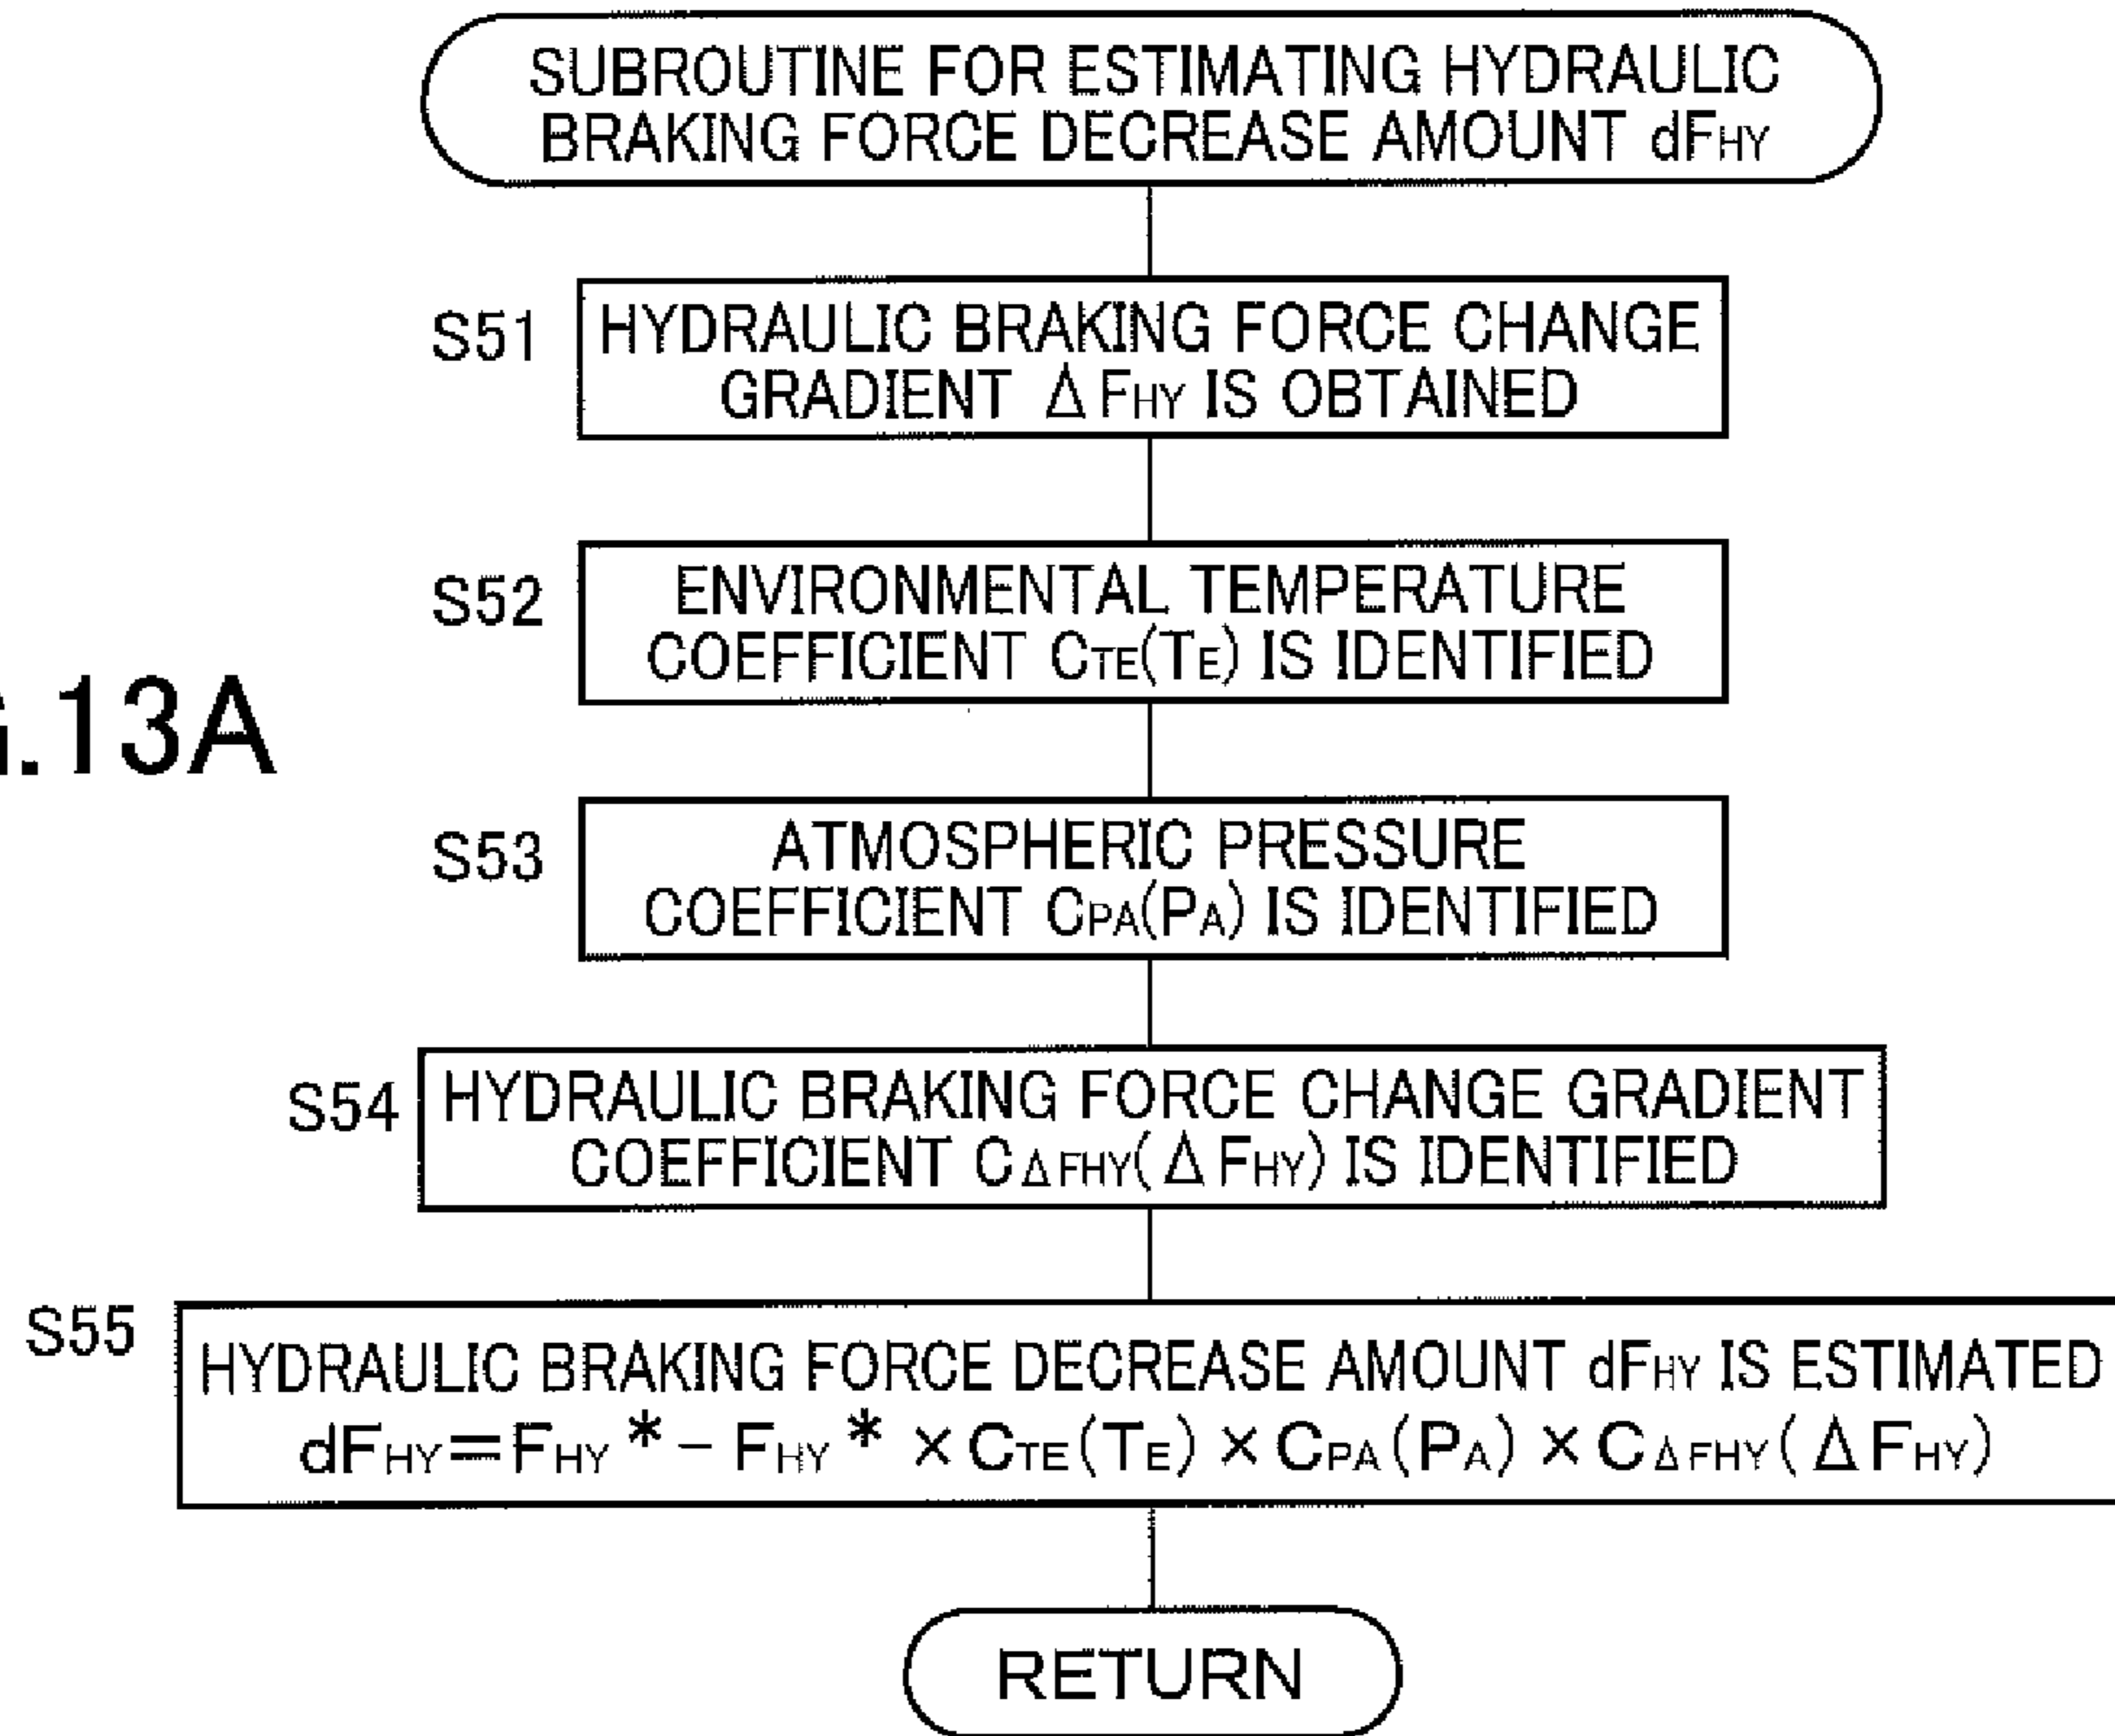 SUBROUTINE FOR ESTIMATING HYDRAULIC
BRAKING FORCE DECREASE AMOUNT dFHY
S51
HYDRAULIC BRAKING FORCE CHANGE
GRADIENT ΔFHY IS OBTAINED
S52
ENVIRONMENTAL TEMPERATURE
COEFFICIENT CTE(TE) IS IDENTIFIED
.13A
S53
ATMOSPHERIC PRESSURE
COEFFICIENT CPA(PA) IS IDENTIFIED
S54
HYDRAULIC BRAKING FORCE CHANGE GRADIENT
COEFFICIENT CΔFHY(ΔFHY) IS IDENTIFIED
S55
HYDRAULIC BRAKING FORCE DECREASE AMOUNT dFHY IS ESTIMATED
dFHY=FHY*-FHY*×CTE(TE)×CPA(PA)×CΔFHY(ΔFHY)
RETURN